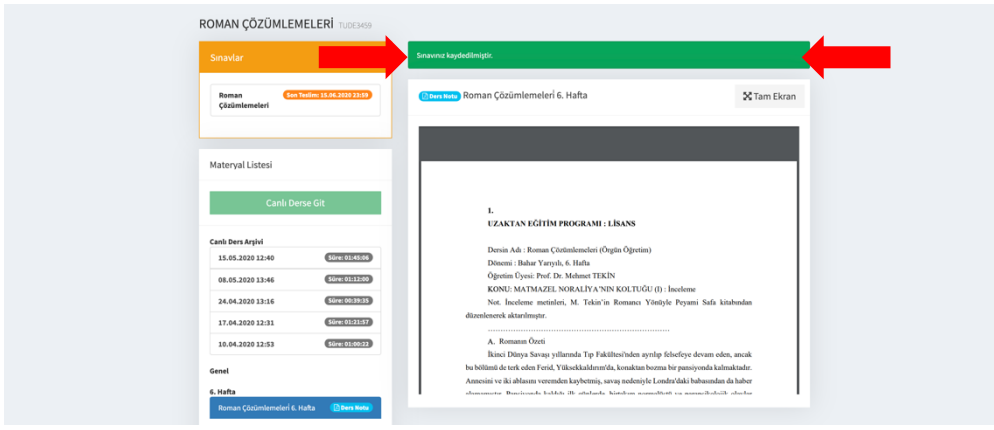 ROMAN ÇÖZÜMLEMELERİ TUDE3459
Sınavlar
Roman Çözümlemeleri
Son Teslim: 15.06.2020 23:59
Materyal Listesi
Canlı Derse Git
Canlı Ders Arşivi
15.05.2020 12:40 Süre: 01:45:06
08.05.2020 13:46 Süre: 01:12:00
24.04.2020 13:16 Süre: 00:39:35
17.04.2020 12:31 Süre: 01:21:57
10.04.2020 12:53 Süre: 01:00:22
Genel
6. Hafta
Roman Çözümlemeleri 6. Hafta Ders Notu
Sınavınız kaydedilmiştir.
Ders Notu Roman Çözümlemeleri 6. Hafta
Tam Ekran
1.
UZAKTAN EĞİTİM PROGRAMI : LİSANS
Dersin Adı : Roman Çözümlemeleri (Örgün Öğretim)
Dönemi : Bahar Yarıyılı, 6. Hafta
Öğretim Üyesi: Prof. Dr. Mehmet TEKİN
KONU: MATMAZEL NORALİYA'NIN KOLTUĞU (I) : İnceleme
Not. İnceleme metinleri, M. Tekin'in Romancı Yönüyle Peyami Safa kitabından
düzenlenerek aktarılmıştır.
A. Romanın Özeti
İkinci Dünya Savaşı yıllarında Tıp Fakültesi'nden ayrılıp felsefeye devam eden, ancak
bu bölümü de terk eden Ferid, Yüksekkaldırım'da, konaktan bozma bir pansiyonda kalmaktadır.
Annesini ve iki ablasını veremden kaybetmiş, savaş nedeniyle Londra'daki babasından da haber